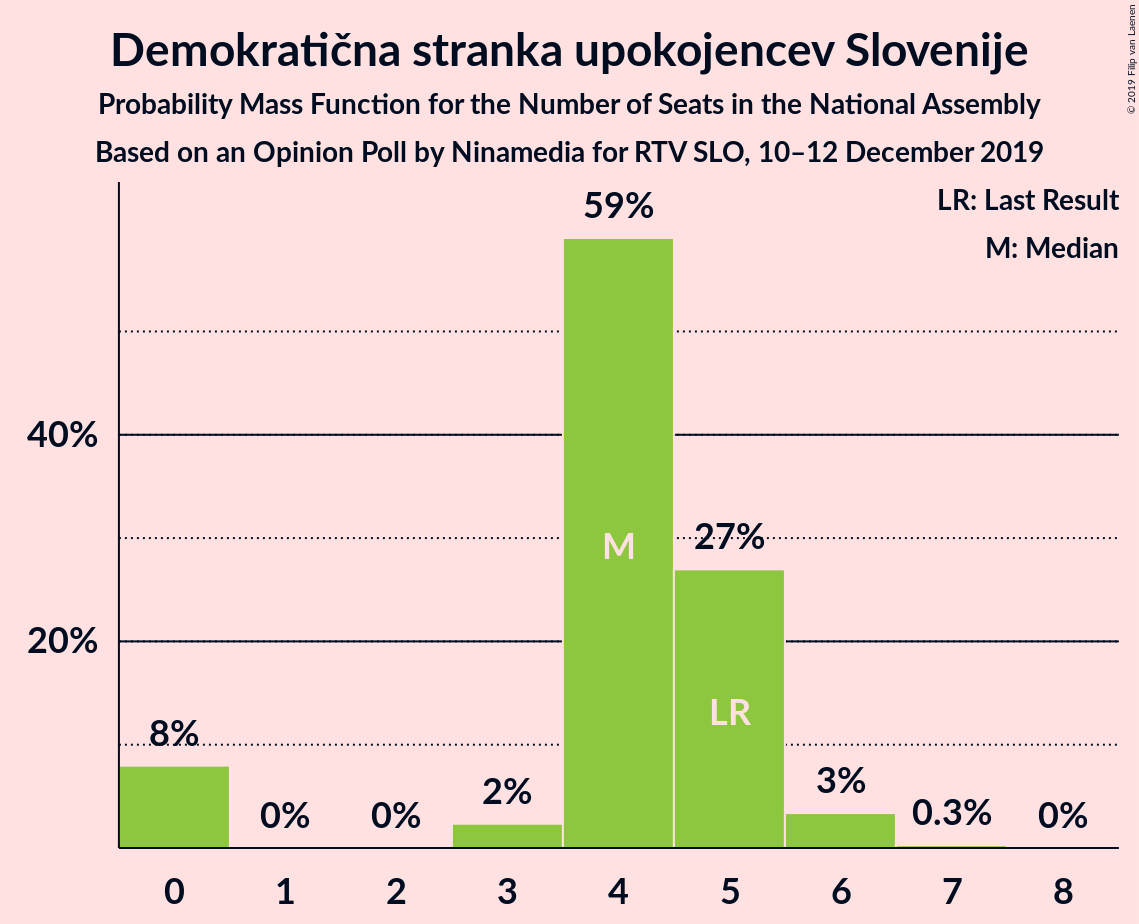 Demokratična stranka upokojencev Slovenije
Probability Mass Function for the Number of Seats in the National Assembly
Based on an Opinion Poll by Ninamedia for RTV SLO, 10–12 December 2019
© 2019 Filip van Laenen
LR: Last Result
M: Median
59%
40%
M
27%
20%
LR
8%
0%
0%
2%
3%
0.3%
0%
0 1 2 3 4 5 6 7 8